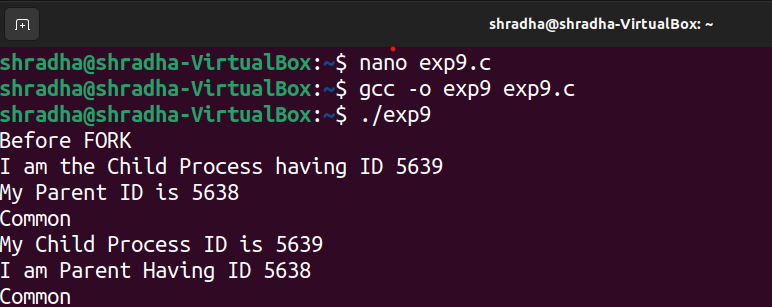 shradha@shradha-VirtualBox: ~
shradha@shradha-VirtualBox:~$ nano exp9.c
shradha@shradha-VirtualBox:~$ gcc -o exp9 exp9.c
shradha@shradha-VirtualBox:~$ ./exp9
Before FORK
I am the Child Process having ID 5639
My Parent ID is 5638
Common
My Child Process ID is 5639
I am Parent Having ID 5638
Common